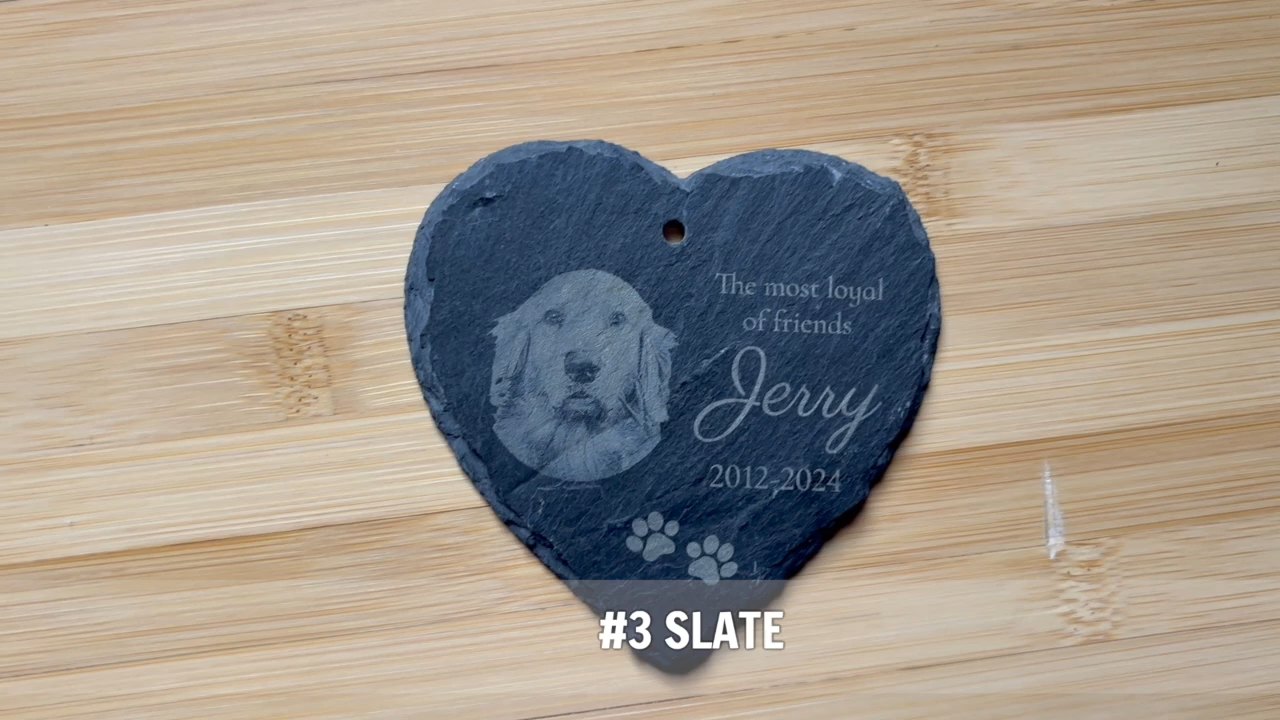 The most loyal
of friends
Jerry
2012-2024
#3 SLATE